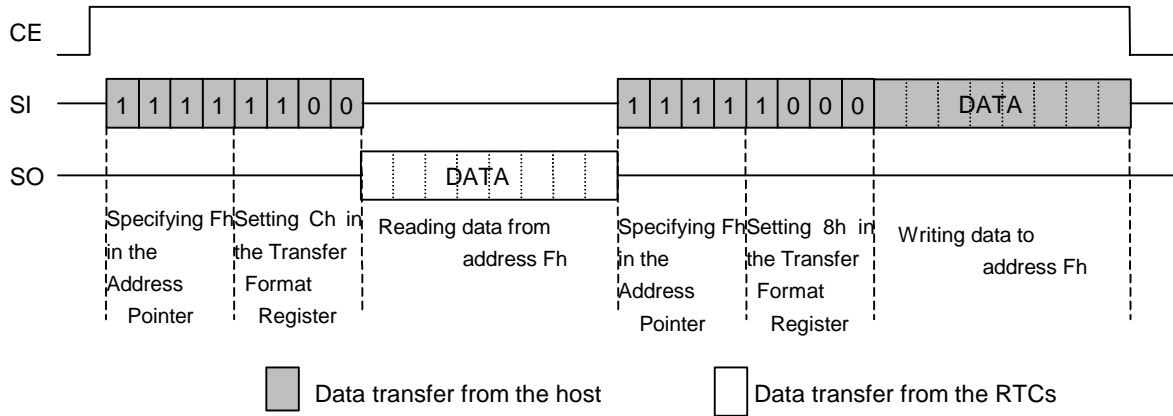 CE
SI 1 1 1 1 1 1 0 0 1 1 1 1 1 0 0 0 DATA
SO DATA
Specifying Fh in the Address Pointer
Setting Ch in the Transfer Format Register
Reading data from address Fh
Specifying Fh in the Address Pointer
Setting 8h in the Transfer Format Register
Writing data to address Fh
Data transfer from the host
Data transfer from the RTCs